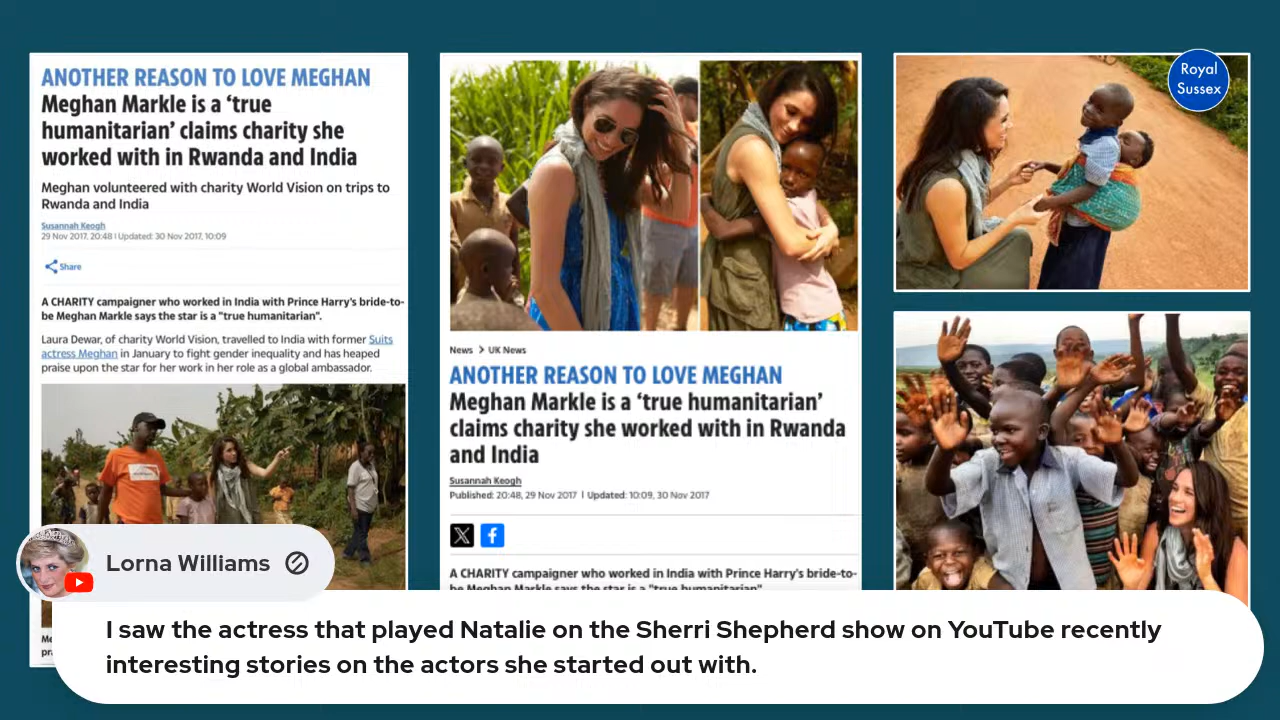 ANOTHER REASON TO LOVE MEGHAN
Meghan Markle is a ‘true
humanitarian’ claims charity she
worked with in Rwanda and India
Meghan volunteered with charity World Vision on trips to
Rwanda and India
Susannah Keogh
29 Nov 2017, 20:48 | Updated: 30 Nov 2017, 10:09
Share
A CHARITY campaigner who worked in India with Prince Harry's bride-to-
be Meghan Markle says the star is a "true humanitarian".
Laura Dewar, of charity World Vision, travelled to India with former Suits
actress Meghan in January to fight gender inequality and has heaped
praise upon the star for her work in her role as a global ambassador.
News > UK News
ANOTHER REASON TO LOVE MEGHAN
Meghan Markle is a ‘true humanitarian’
claims charity she worked with in Rwanda
and India
Susannah Keogh
Published: 20:48, 29 Nov 2017 | Updated: 10:09, 30 Nov 2017
A CHARITY campaigner who worked in India with Prince Harry's bride-to-
be Meghan Markle says the star is a "true humanitarian"
Royal
Sussex
Lorna Williams
I saw the actress that played Natalie on the Sherri Shepherd show on YouTube recently
interesting stories on the actors she started out with.